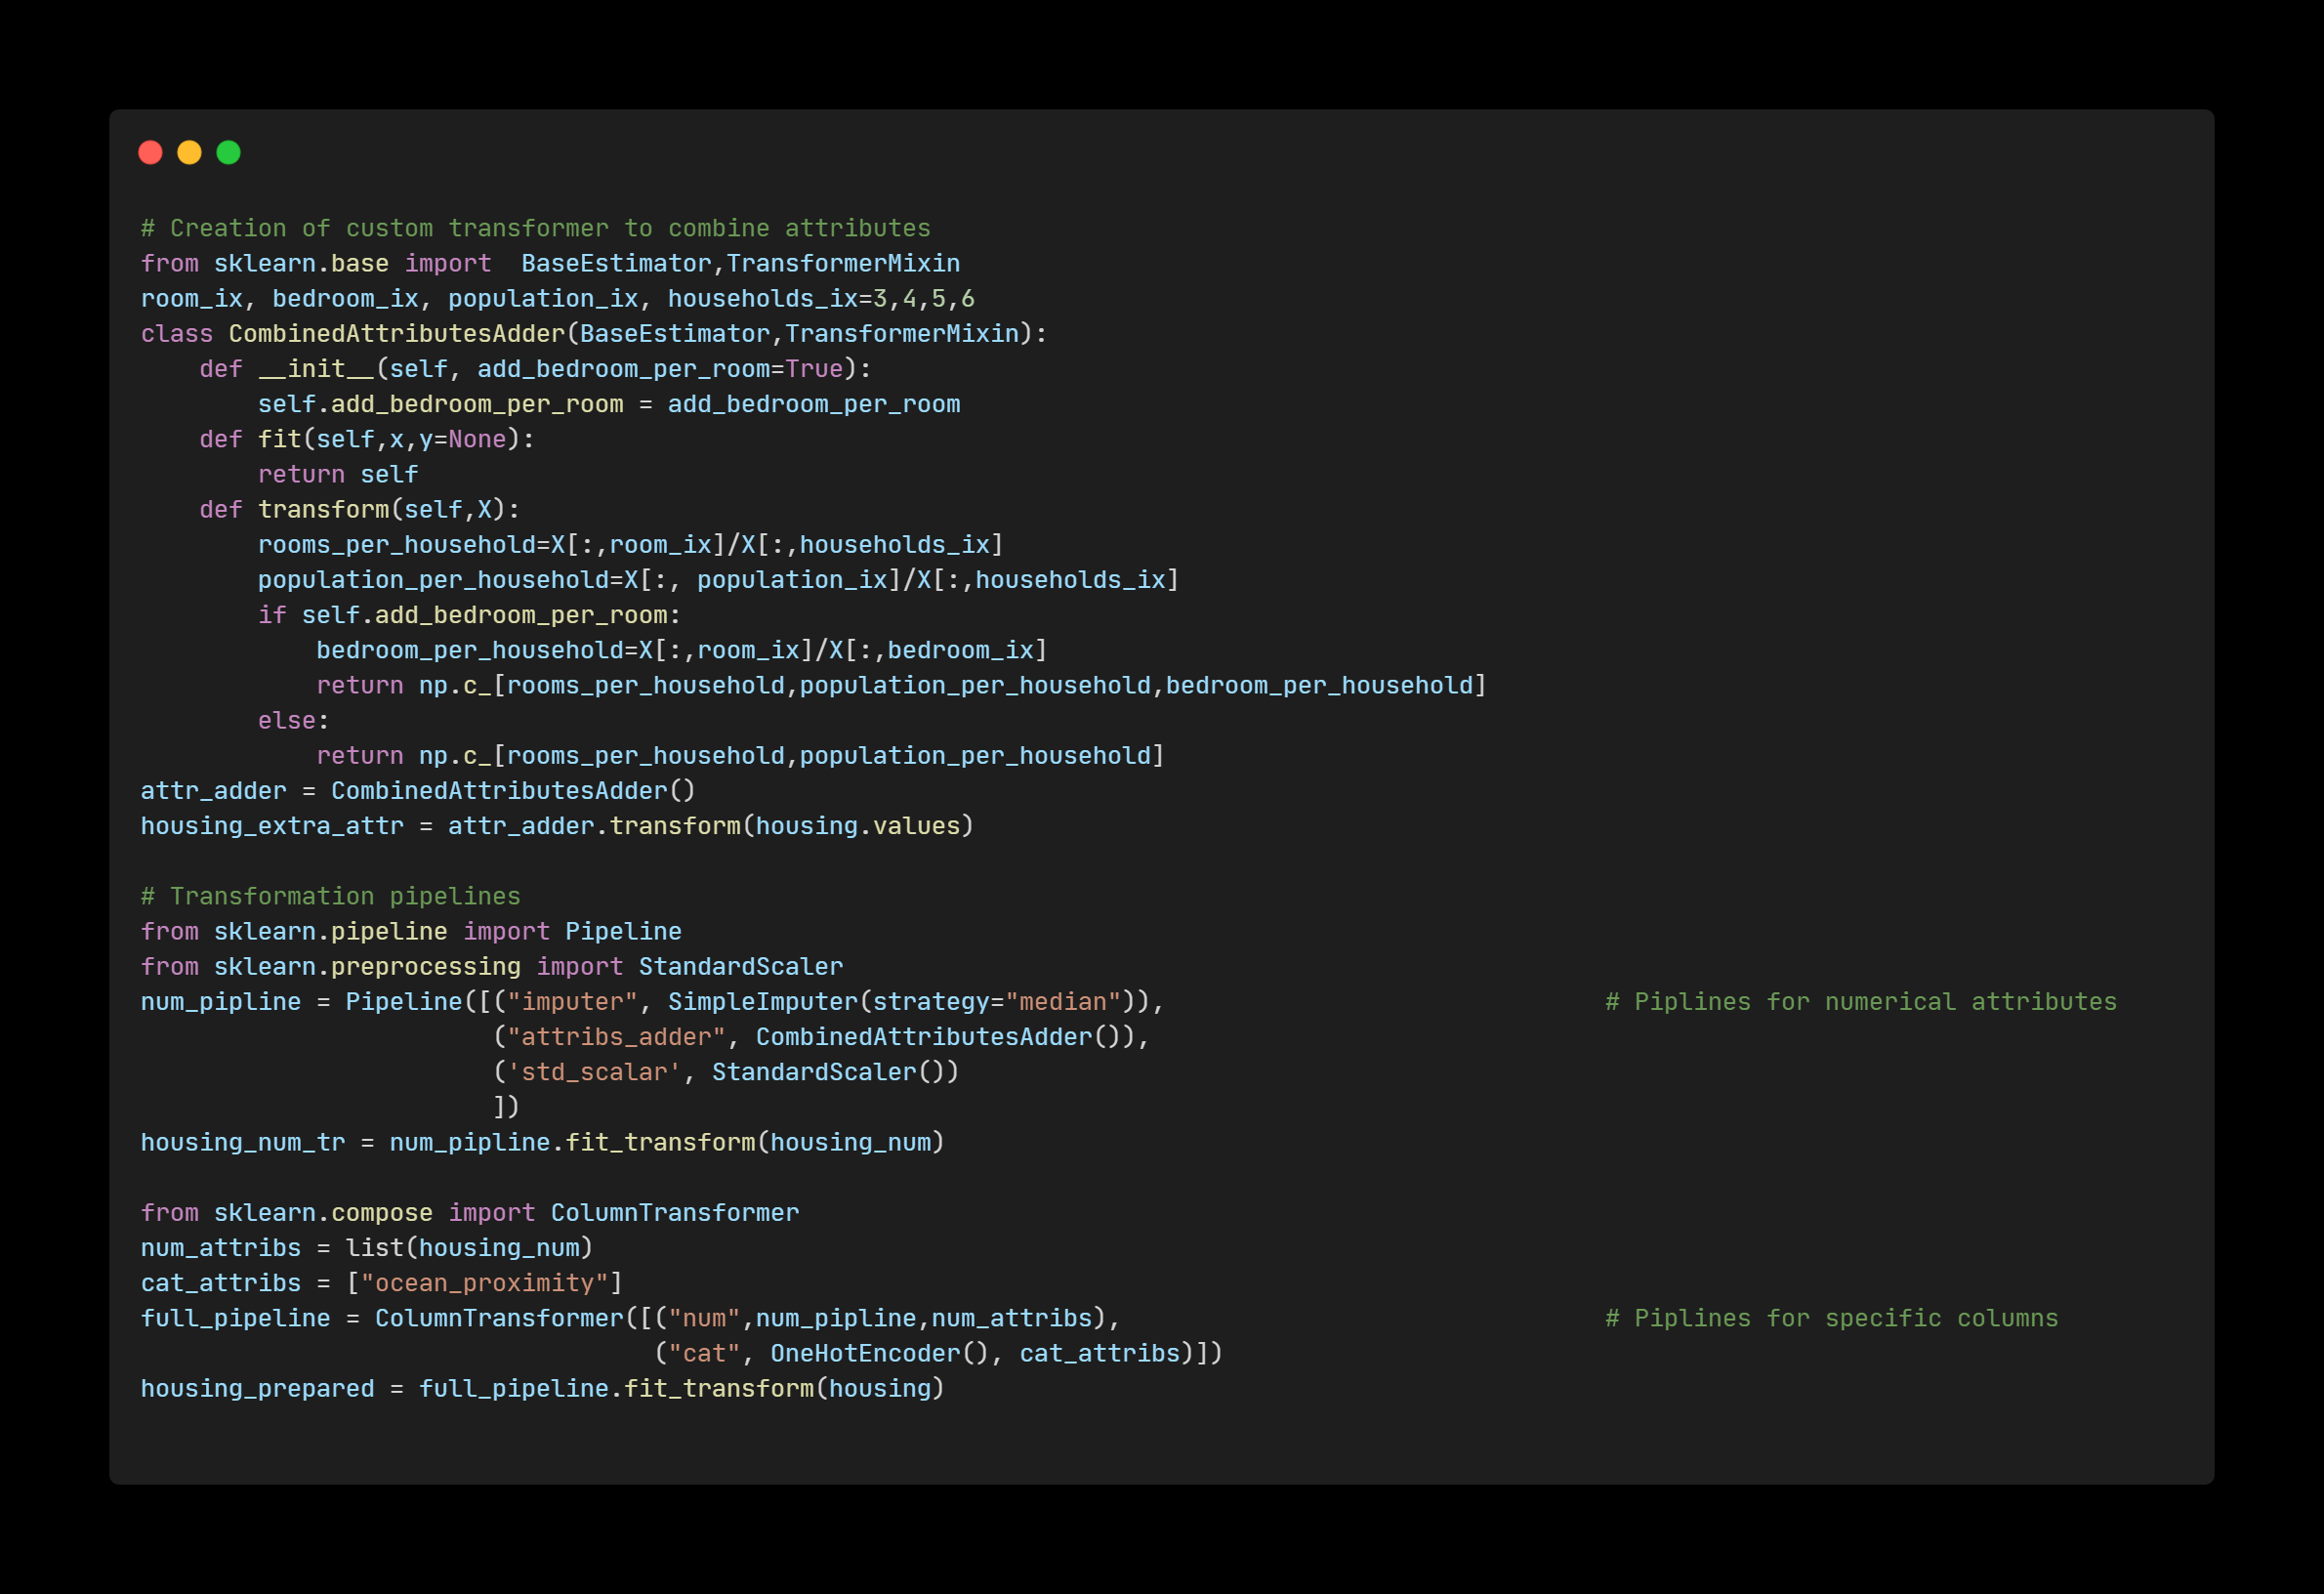 # Creation of custom transformer to combine attributes
from sklearn.base import  BaseEstimator,TransformerMixin
room_ix, bedroom_ix, population_ix, households_ix=3,4,5,6
class CombinedAttributesAdder(BaseEstimator,TransformerMixin):
    def __init__(self, add_bedroom_per_room=True):
        self.add_bedroom_per_room = add_bedroom_per_room
    def fit(self,x,y=None):
        return self
    def transform(self,X):
        rooms_per_household=X[:,room_ix]/X[:,households_ix]
        population_per_household=X[:, population_ix]/X[:,households_ix]
        if self.add_bedroom_per_room:
            bedroom_per_household=X[:,room_ix]/X[:,bedroom_ix]
            return np.c_[rooms_per_household,population_per_household,bedroom_per_household]
        else:
            return np.c_[rooms_per_household,population_per_household]
attr_adder = CombinedAttributesAdder()
housing_extra_attr = attr_adder.transform(housing.values)

# Transformation pipelines
from sklearn.pipeline import Pipeline
from sklearn.preprocessing import StandardScaler
num_pipline = Pipeline([("imputer", SimpleImputer(strategy="median")),                              # Piplines for numerical attributes
                        ("attribs_adder", CombinedAttributesAdder()),
                        ('std_scalar', StandardScaler())
                        ])
housing_num_tr = num_pipline.fit_transform(housing_num)

from sklearn.compose import ColumnTransformer
num_attribs = list(housing_num)
cat_attribs = ["ocean_proximity"]
full_pipeline = ColumnTransformer([("num",num_pipline,num_attribs),                                 # Piplines for specific columns
                                   ("cat", OneHotEncoder(), cat_attribs)])
housing_prepared = full_pipeline.fit_transform(housing)